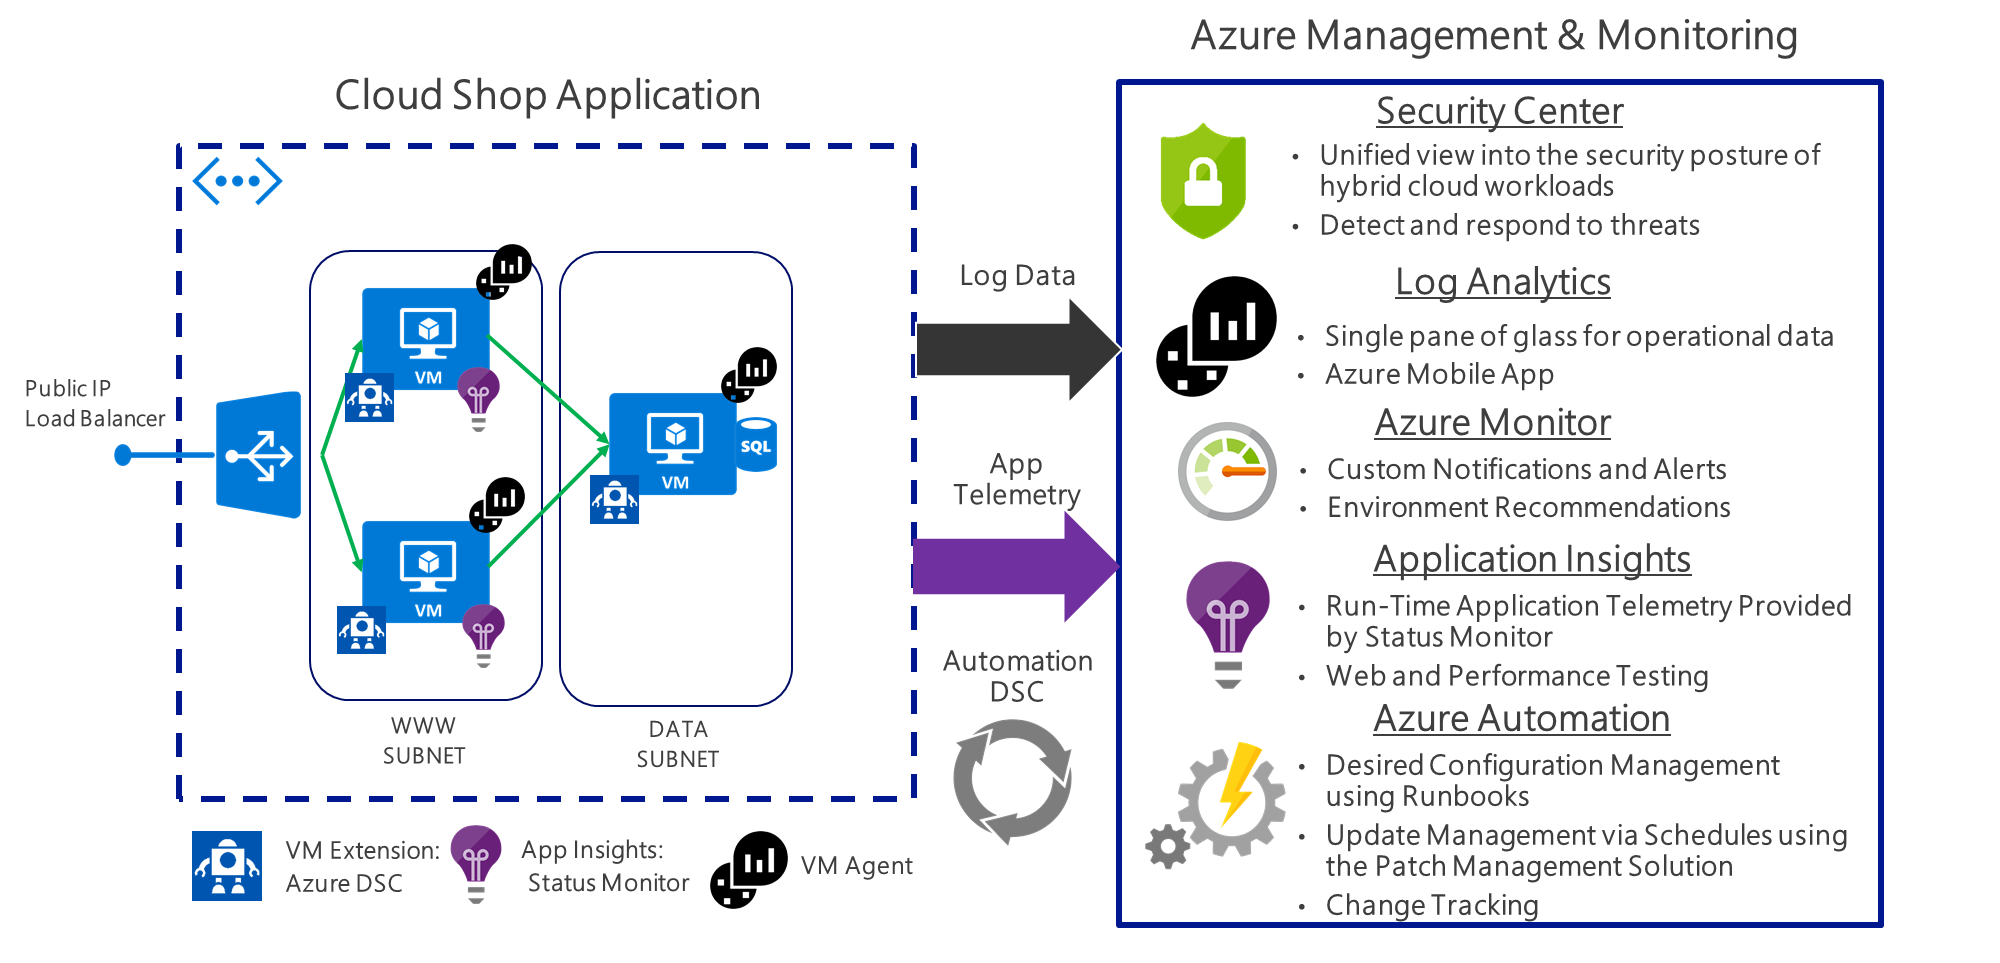 Azure Management & Monitoring
Cloud Shop Application
Public IP
Load Balancer
VM
VM
VM
SQL
WWW
SUBNET
DATA
SUBNET
VM Extension:
Azure DSC
App Insights:
Status Monitor
VM Agent
Log Data
App
Telemetry
Automation
DSC
Security Center
• Unified view into the security posture of
hybrid cloud workloads
• Detect and respond to threats
Log Analytics
• Single pane of glass for operational data
• Azure Mobile App
Azure Monitor
• Custom Notifications and Alerts
• Environment Recommendations
Application Insights
• Run-Time Application Telemetry Provided
by Status Monitor
• Web and Performance Testing
Azure Automation
• Desired Configuration Management
using Runbooks
• Update Management via Schedules using
the Patch Management Solution
• Change Tracking